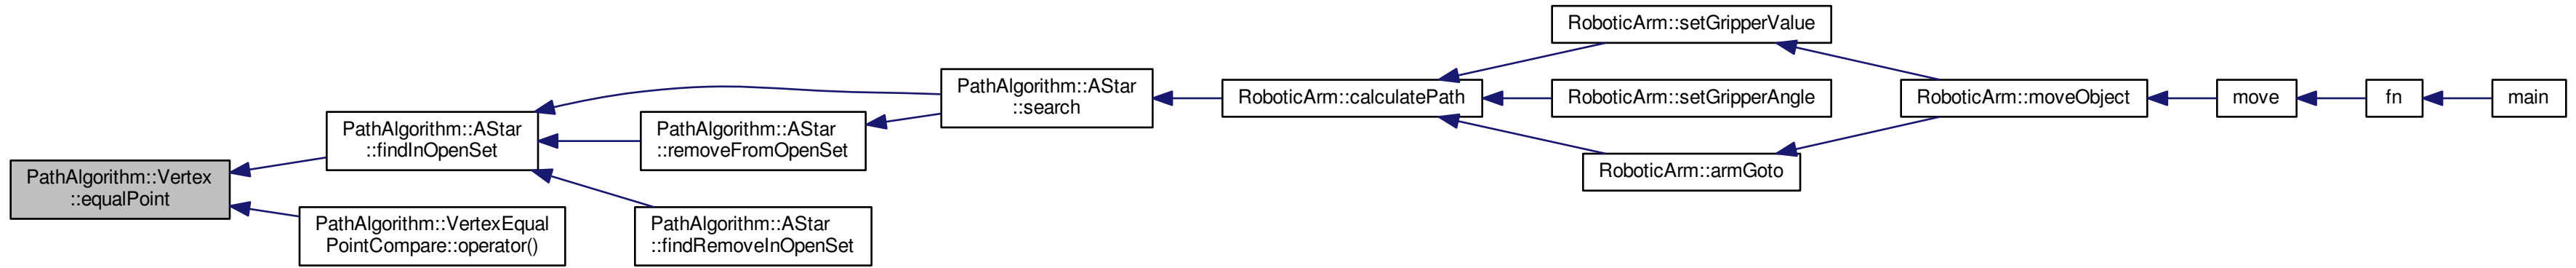 PathAlgorithm::Vertex
::equalPoint
PathAlgorithm::AStar
::findInOpenSet
PathAlgorithm::VertexEqual
PointCompare::operator()
PathAlgorithm::AStar
::removeFromOpenSet
PathAlgorithm::AStar
::findRemoveInOpenSet
PathAlgorithm::AStar
::search
RoboticArm::calculatePath
RoboticArm::setGripperValue
RoboticArm::setGripperAngle
RoboticArm::armGoto
RoboticArm::moveObject
move
fn
main